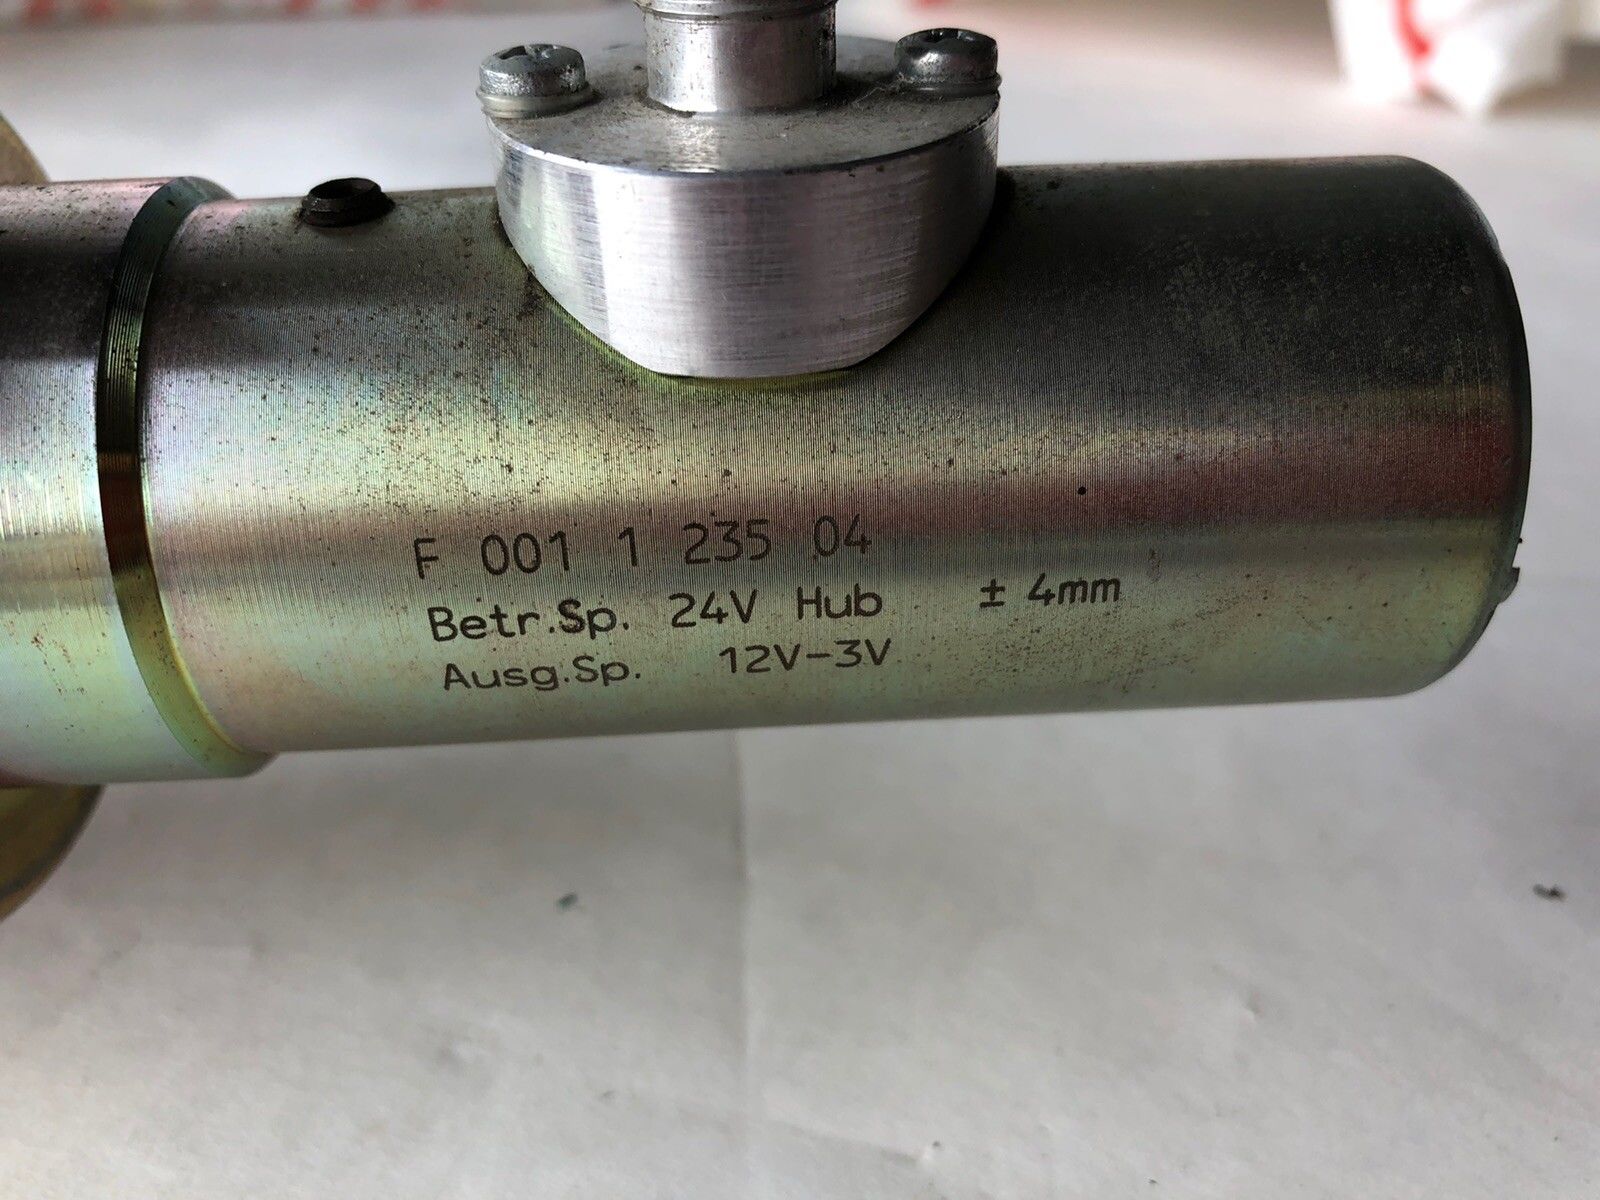 F 001 1 235 04
Betr.Sp. 24V Hub ± 4mm
Ausg.Sp. 12V-3V